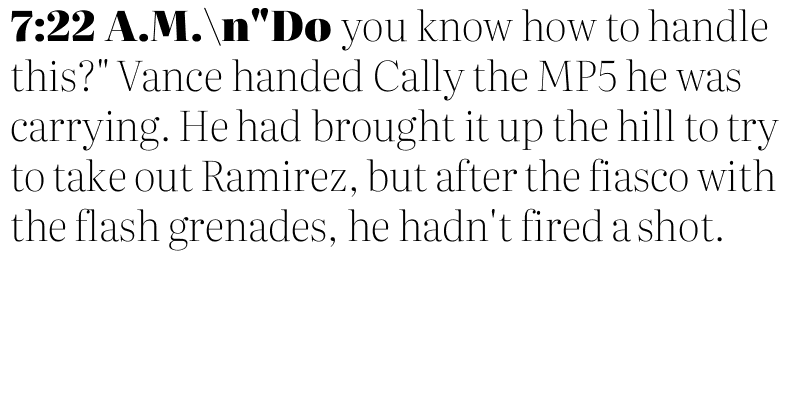 7:22 A.M.\n"Do you know how to handle
this?" Vance handed Cally the MP5 he was
carrying. He had brought it up the hill to try
to take out Ramirez, but after the fiasco with
the flash grenades, he hadn't fired a shot.